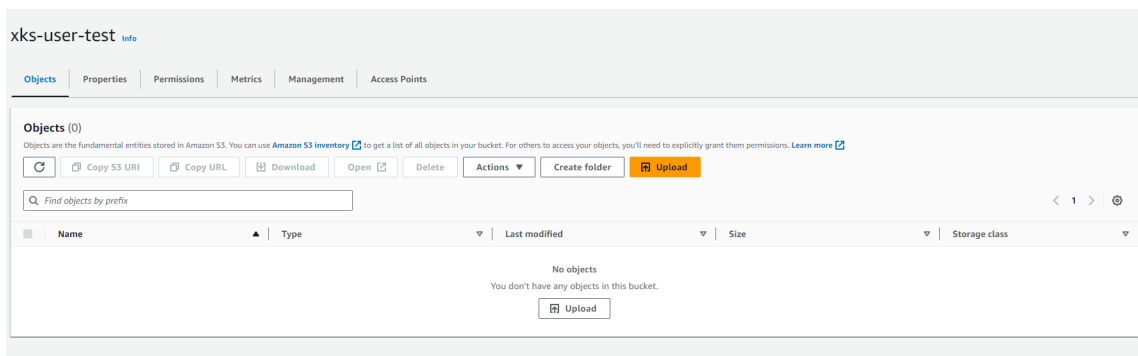 xks-user-test Info
Objects Properties Permissions Metrics Management Access Points
Objects (0)
Objects are the fundamental entities stored in Amazon S3. You can use Amazon S3 inventory to get a list of all objects in your bucket. For others to access your objects, you'll need to explicitly grant them permissions. Learn more
Copy S3 URI Copy URL Download Open Delete Actions Create folder Upload
Find objects by prefix 1
Name Type Last modified Size Storage class
No objects
You don't have any objects in this bucket.
Upload